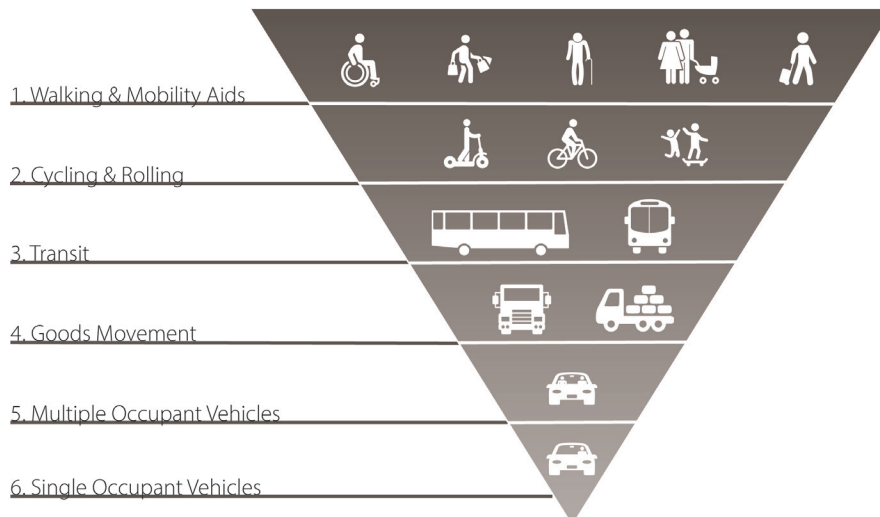 1. Walking & Mobility Aids
2. Cycling & Rolling
3. Transit
4. Goods Movement
5. Multiple Occupant Vehicles
6. Single Occupant Vehicles